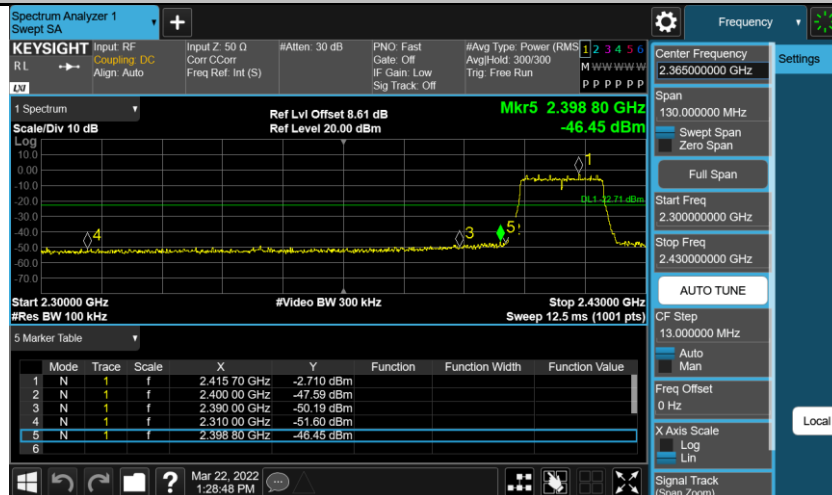 Spectrum Analyzer 1
Swept SA
+
Frequency
KEYSIGHT
RL
LXI
Input: RF
Coupling: DC
Align: Auto
Input Z: 50 Ω
Corr CCorr
Freq Ref: Int (S)
#Atten: 30 dB
PNO: Fast
Gate: Off
IF Gain: Low
Sig Track: Off
#Avg Type: Power (RMS
Avg|Hold: 300/300
Trig: Free Run
1 2 3 4 5 6
M W W W W W
P P P P P P
1 Spectrum
Scale/Div 10 dB
Ref Lvl Offset 8.61 dB
Ref Level 20.00 dBm
Mkr5 2.398 80 GHz
-46.45 dBm
Log
10.0
0.00
-10.0
-20.0
-30.0
-40.0
-50.0
-60.0
-70.0
1
DL1 -22.71 dBm
4
3
5
Start 2.30000 GHz
#Res BW 100 kHz
#Video BW 300 kHz
Stop 2.43000 GHz
Sweep 12.5 ms (1001 pts)
5 Marker Table
Mode Trace Scale X Y Function Function Width Function Value
1 N 1 f 2.415 70 GHz -2.710 dBm
2 N 1 f 2.400 00 GHz -47.59 dBm
3 N 1 f 2.390 00 GHz -50.19 dBm
4 N 1 f 2.310 00 GHz -51.60 dBm
5 N 1 f 2.398 80 GHz -46.45 dBm
6
?
Mar 22, 2022
1:28:48 PM
Center Frequency
2.365000000 GHz
Settings
Span
130.000000 MHz
Swept Span
Zero Span
Full Span
Start Freq
2.300000000 GHz
Stop Freq
2.430000000 GHz
AUTO TUNE
CF Step
13.000000 MHz
Auto
Man
Freq Offset
0 Hz
Local
X Axis Scale
Log
Lin
Signal Track
(Span Zoom)